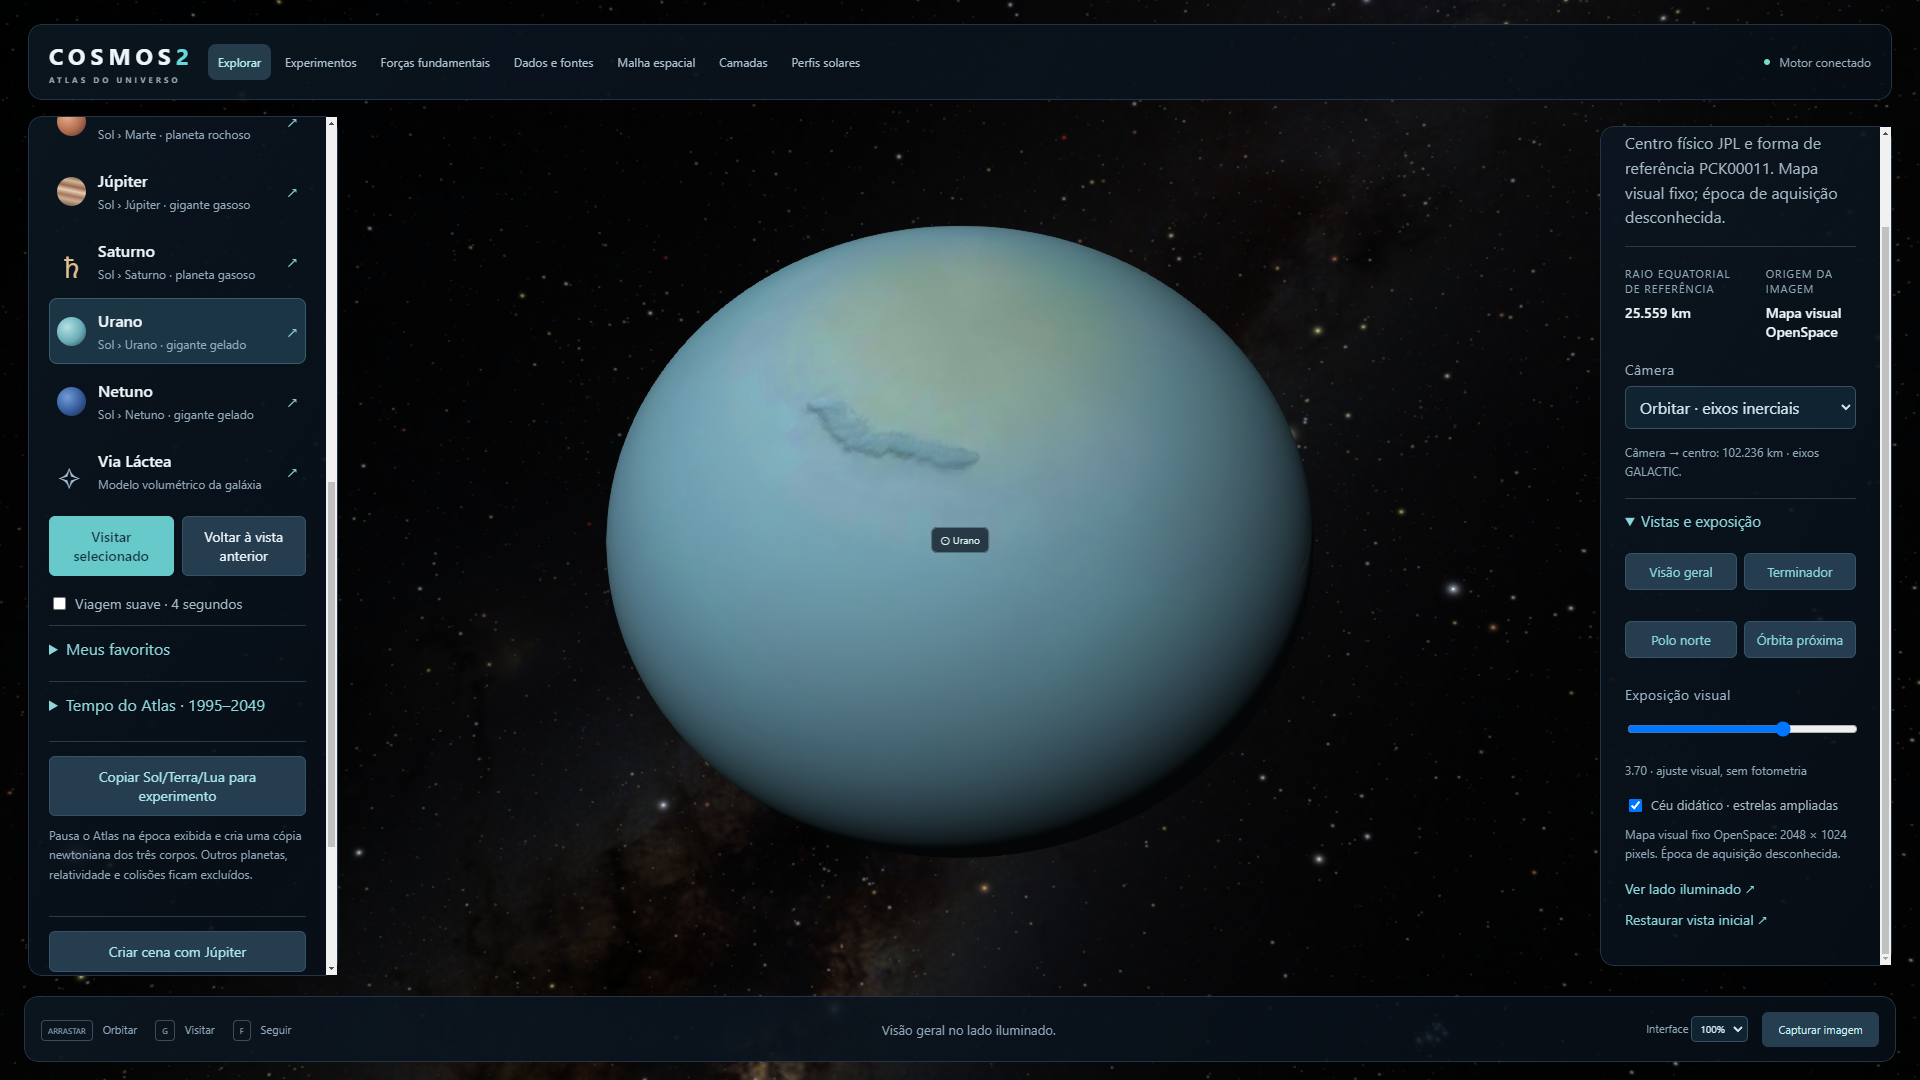 COSMOS2
ATLAS DO UNIVERSO
Explorar
Experimentos
Forças fundamentais
Dados e fontes
Malha espacial
Camadas
Perfis solares
Motor conectado
Sol › Marte · planeta rochoso
↗
Júpiter
Sol › Júpiter · gigante gasoso
↗
Saturno
Sol › Saturno · planeta gasoso
↗
Urano
Sol › Urano · gigante gelado
↗
Netuno
Sol › Netuno · gigante gelado
↗
Via Láctea
Modelo volumétrico da galáxia
↗
Visitar
selecionado
Voltar à vista
anterior
Viagem suave · 4 segundos
Meus favoritos
Tempo do Atlas · 1995–2049
Copiar Sol/Terra/Lua para
experimento
Pausa o Atlas na época exibida e cria uma cópia
newtoniana dos três corpos. Outros planetas,
relatividade e colisões ficam excluídos.
Criar cena com Júpiter
Urano
Centro físico JPL e forma de
referência PCK00011. Mapa
visual fixo; época de aquisição
desconhecida.
RAIO EQUATORIAL
DE REFERÊNCIA
25.559 km
ORIGEM DA
IMAGEM
Mapa visual
OpenSpace
Câmera
Orbitar · eixos inerciais
Câmera → centro: 102.236 km · eixos
GALACTIC.
Vistas e exposição
Visão geral
Terminador
Polo norte
Órbita próxima
Exposição visual
3.70 · ajuste visual, sem fotometria
Céu didático · estrelas ampliadas
Mapa visual fixo OpenSpace: 2048 × 1024
pixels. Época de aquisição desconhecida.
Ver lado iluminado ↗
Restaurar vista inicial ↗
ARRASTAR Orbitar
G Visitar
F Seguir
Visão geral no lado iluminado.
Interface 100%
Capturar imagem